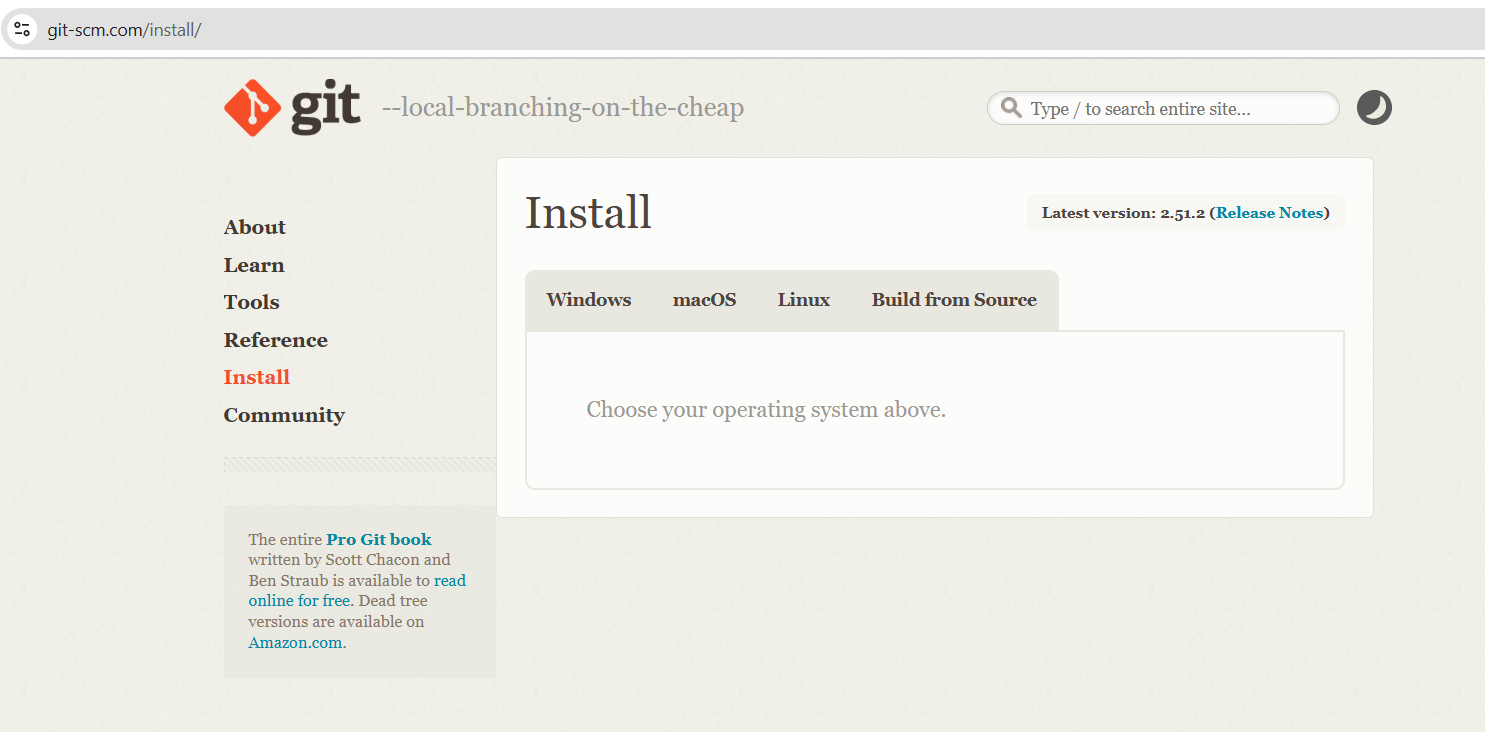 git-scm.com/install/
git --local-branching-on-the-cheap
Type / to search entire site...
About
Learn
Tools
Reference
Install
Community
The entire Pro Git book
written by Scott Chacon and
Ben Straub is available to read
online for free. Dead tree
versions are available on
Amazon.com.
Install
Latest version: 2.51.2 (Release Notes)
Windows macOS Linux Build from Source
Choose your operating system above.